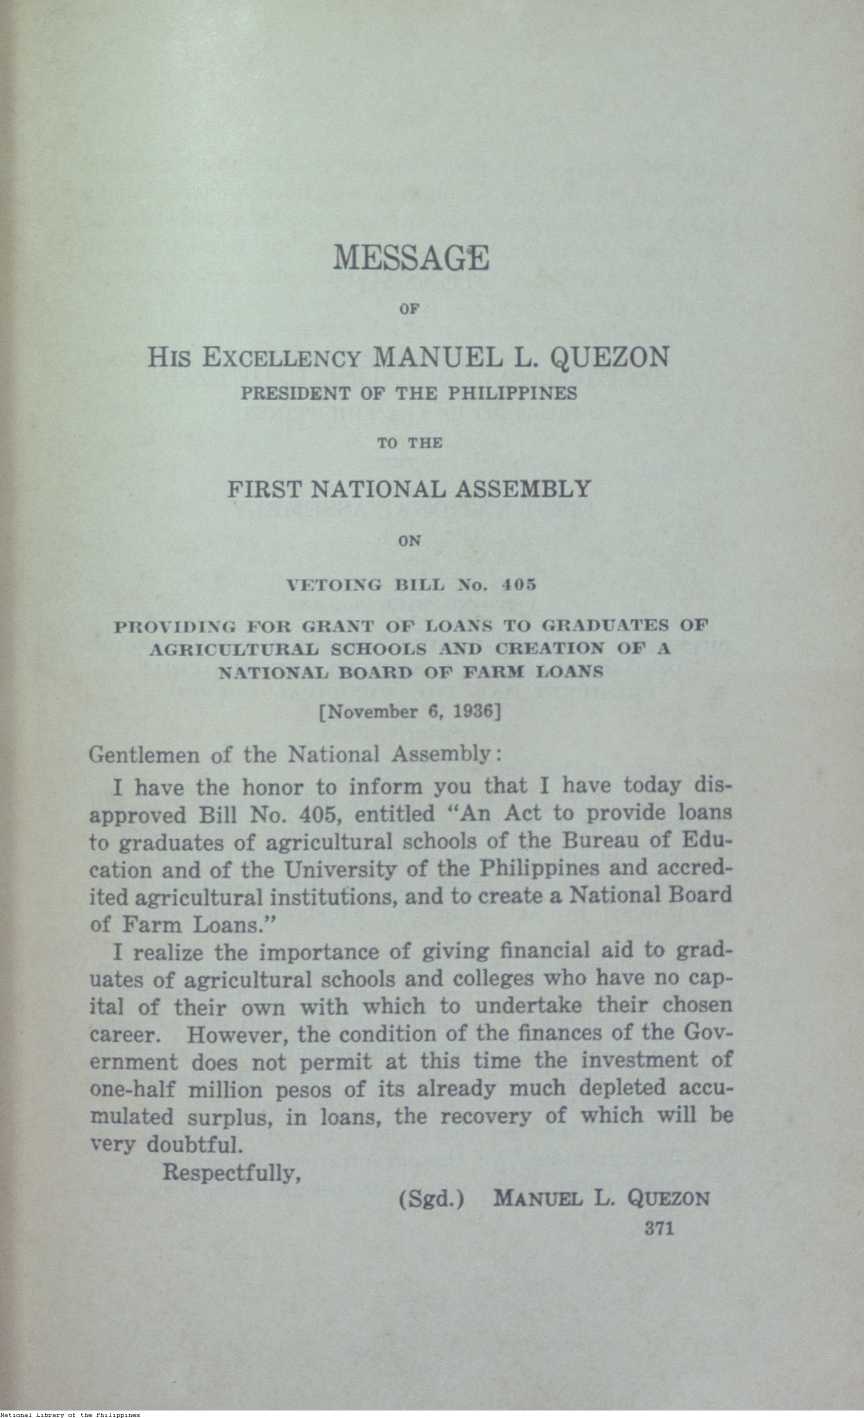 MESSAGE
OF
HIS EXCELLENCY MANUEL L. QUEZON
PRESIDENT OF THE PHILIPPINES
TO THE
FIRST NATIONAL ASSEMBLY
ON
VETOING BILL No. 405
PROVIDING FOR GRANT OF LOANS TO GRADUATES OF
AGRICULTURAL SCHOOLS AND CREATION OF A
NATIONAL BOARD OF FARM LOANS
[November 6, 1936]
Gentlemen of the National Assembly:
I have the honor to inform you that I have today dis-
approved Bill No. 405, entitled “An Act to provide loans
to graduates of agricultural schools of the Bureau of Edu-
cation and of the University of the Philippines and accred-
ited agricultural institutions, and to create a National Board
of Farm Loans.”
I realize the importance of giving financial aid to grad-
uates of agricultural schools and colleges who have no cap-
ital of their own with which to undertake their chosen
career. However, the condition of the finances of the Gov-
ernment does not permit at this time the investment of
one-half million pesos of its already much depleted accu-
mulated surplus, in loans, the recovery of which will be
very doubtful.
Respectfully,
(Sgd.) MANUEL L. QUEZON
371
National Library of the Philippines